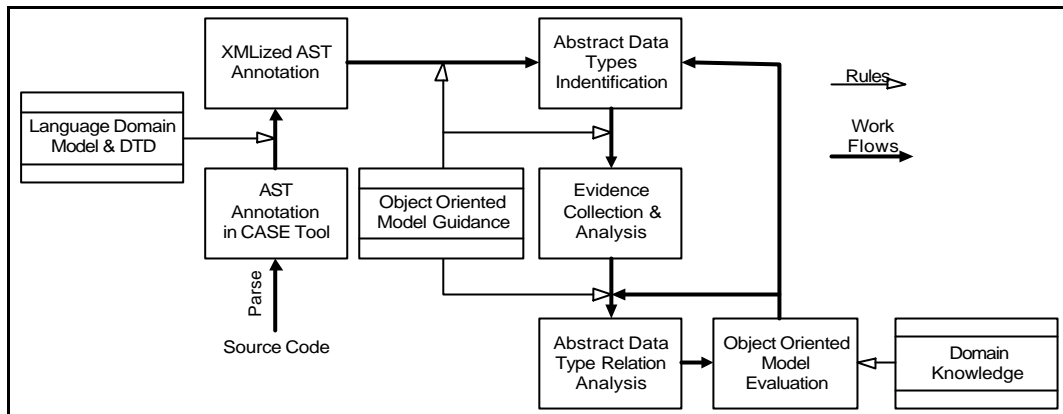 XMLized AST
Annotation
Abstract Data
Types
Indentification
Rules
Language Domain
Model & DTD
Work
Flows
AST
Annotation
in CASE Tool
Object Oriented
Model Guidance
Evidence
Collection &
Analysis
Parse
Source Code
Abstract Data
Type Relation
Analysis
Object Oriented
Model
Evaluation
Domain
Knowledge